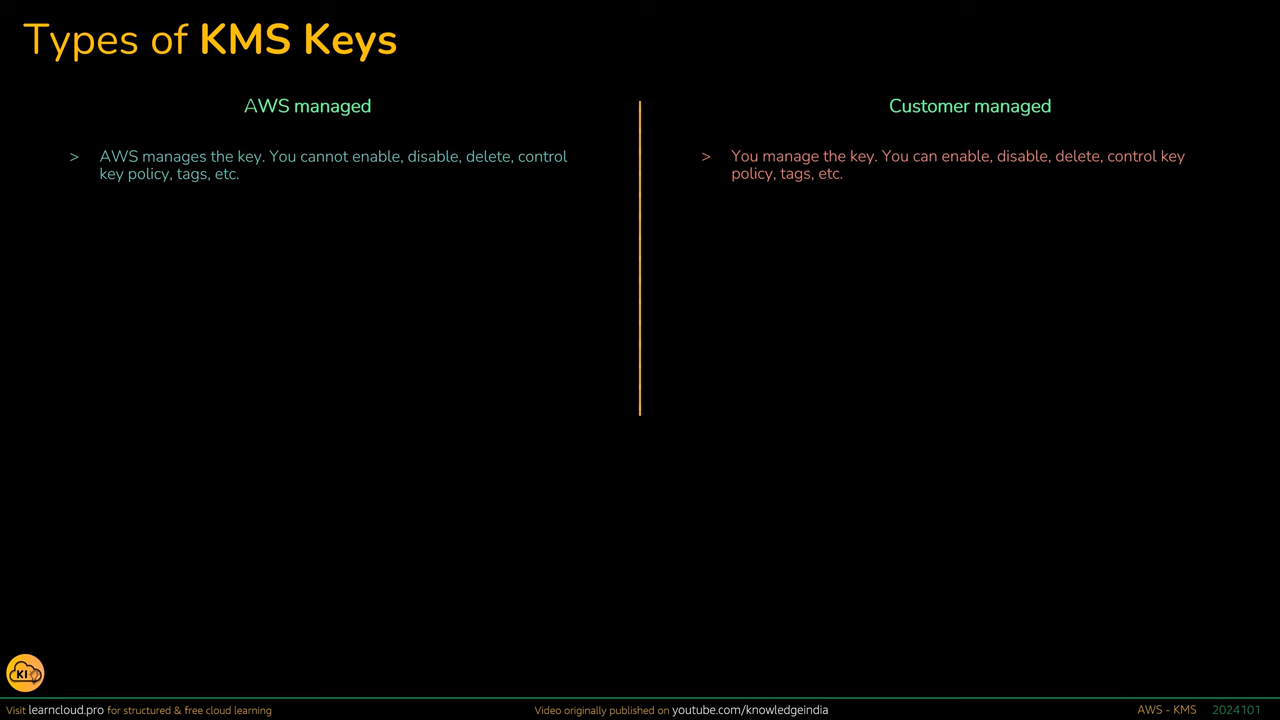 Types of KMS Keys
AWS managed
> AWS manages the key. You cannot enable, disable, delete, control
key policy, tags, etc.
Customer managed
> You manage the key. You can enable, disable, delete, control key
policy, tags, etc.
KI
Visit learncloud.pro for structured & free cloud learning
Video originally published on youtube.com/knowledgeindia
AWS - KMS 2024101